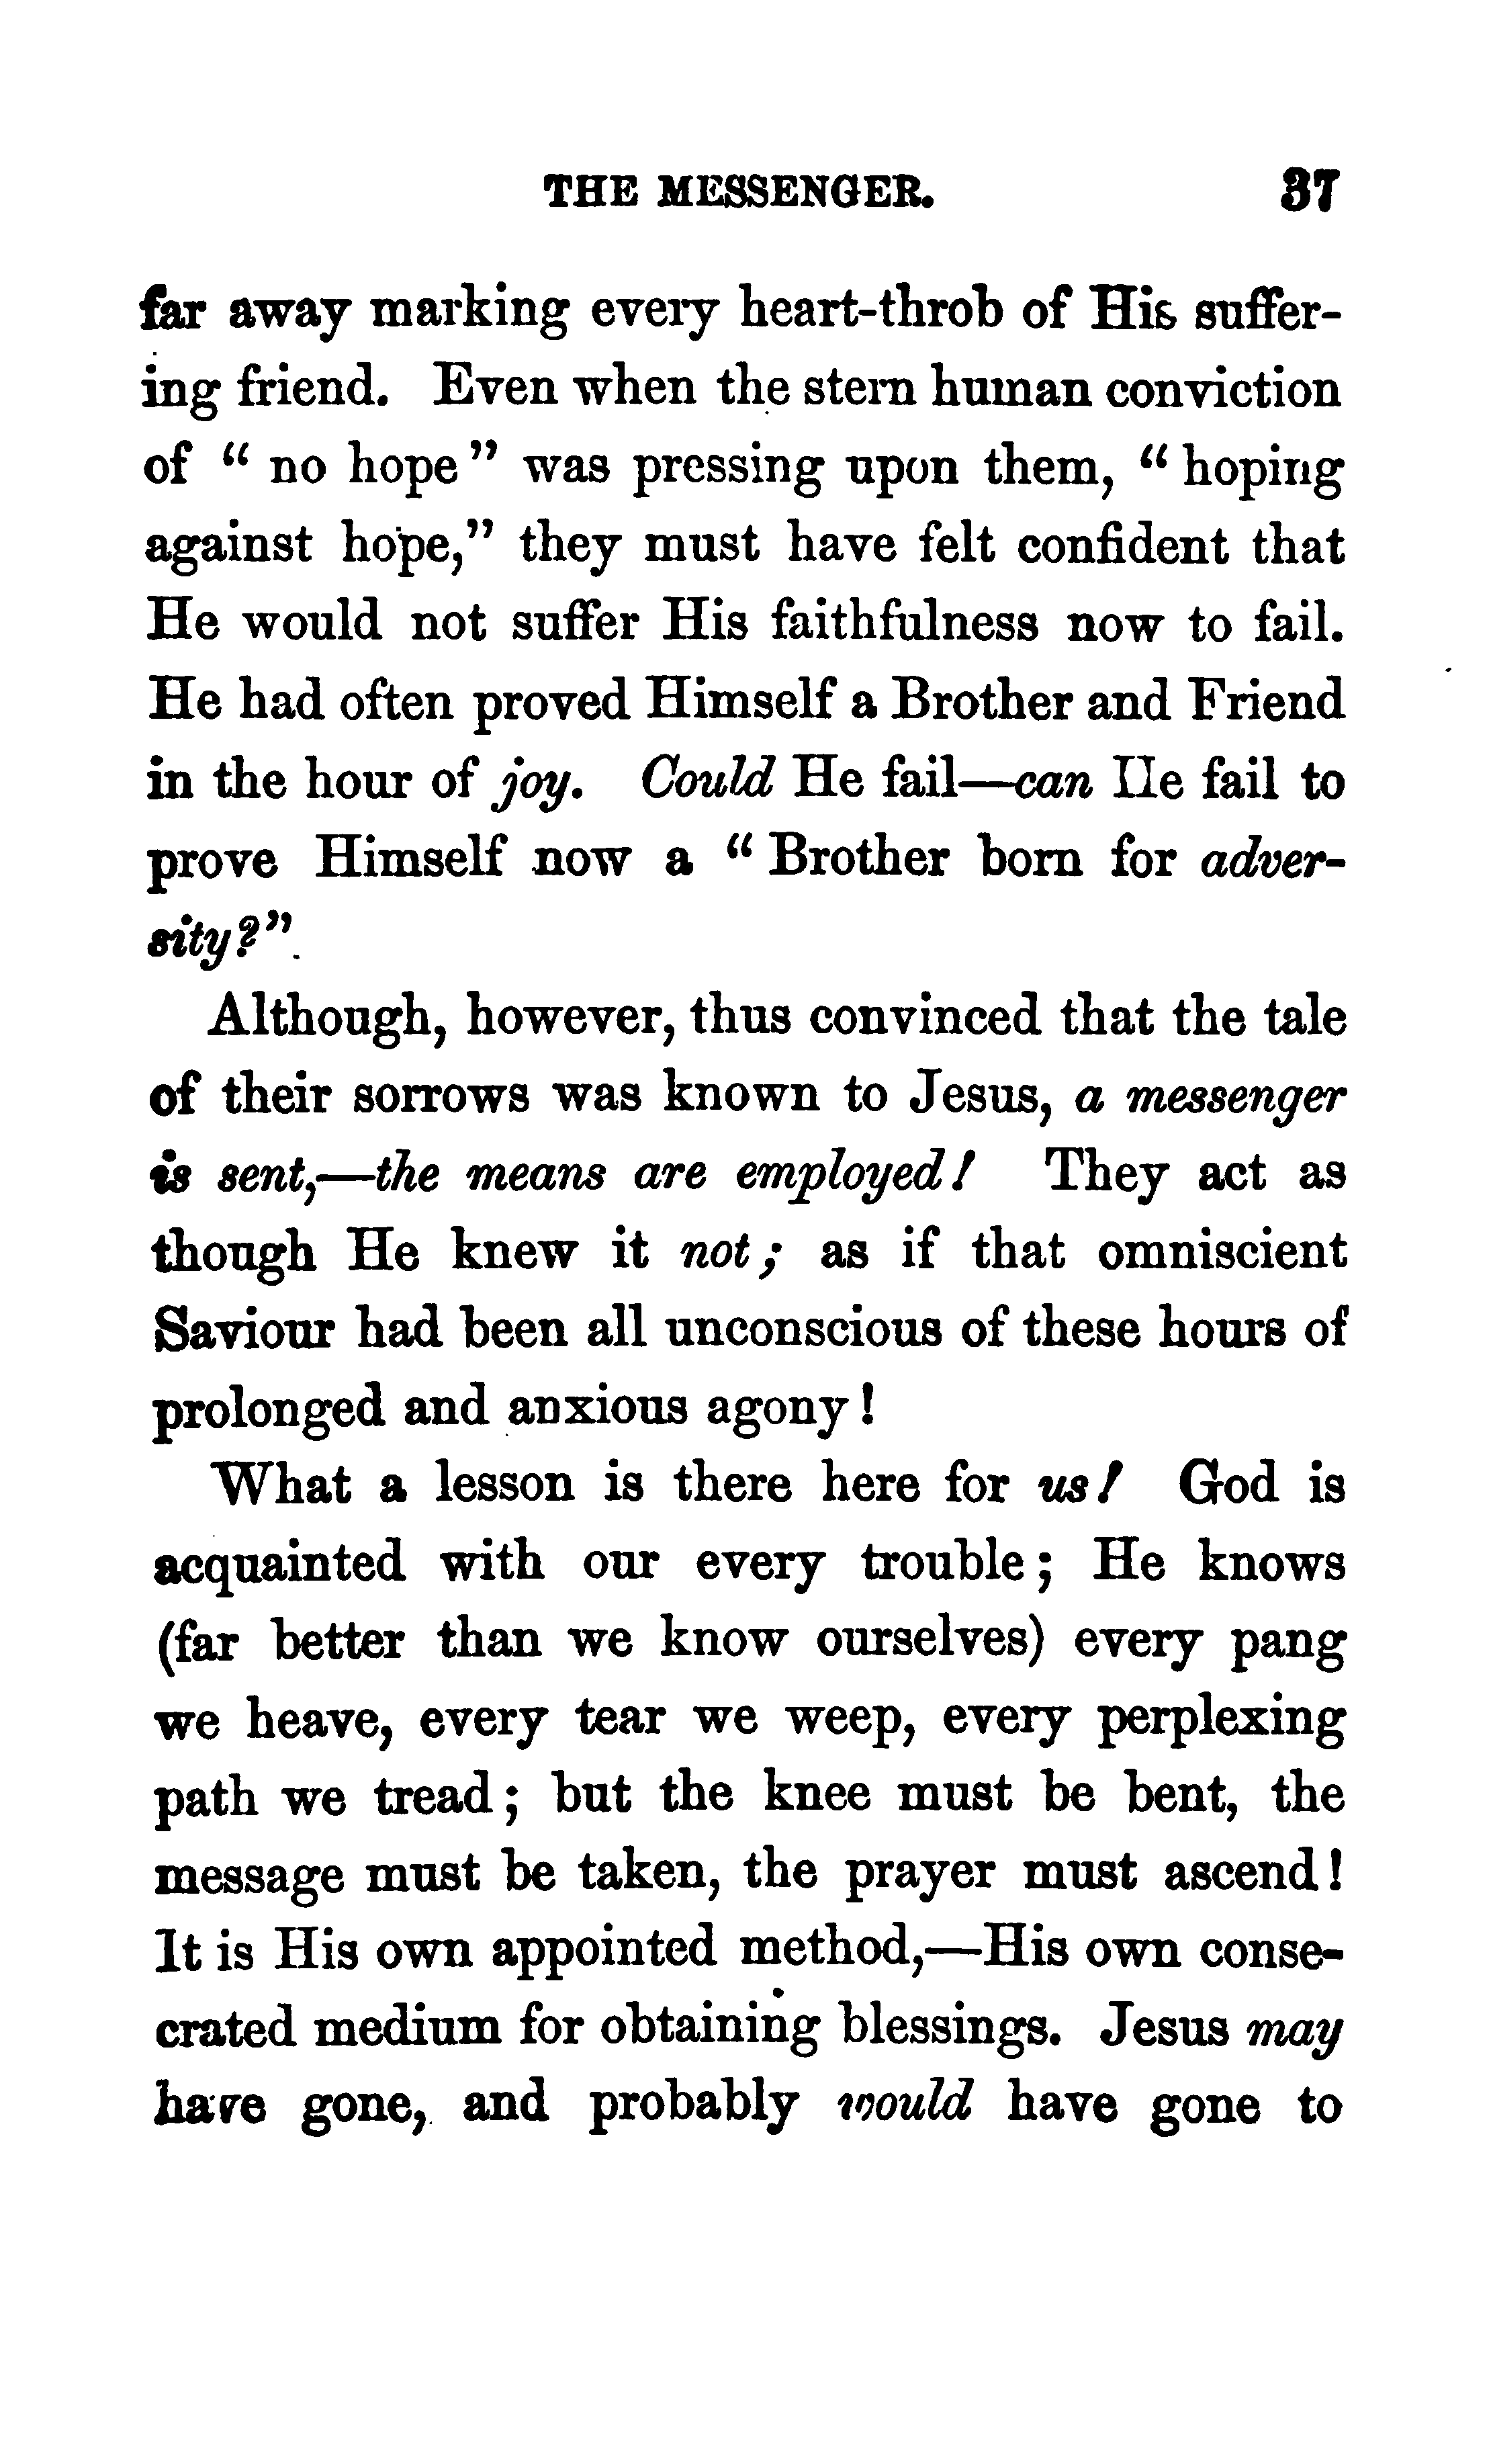 THE MESSENGER. 37
far away marking every heart-throb of His suffer-
ing friend. Even when the stern human conviction
of “ no hope ” was pressing upon them, “ hoping
against hope,” they must have felt confident that
He would not suffer His faithfulness now to fail.
He had often proved Himself a Brother and Friend
in the hour of joy. Could He fail—can He fail to
prove Himself now a “ Brother born for adver-
sity?”
Although, however, thus convinced that the tale
of their sorrows was known to Jesus, a messenger
is sent,—the means are employed! They act as
though He knew it not; as if that omniscient
Saviour had been all unconscious of these hours of
prolonged and anxious agony!
What a lesson is there here for us! God is
acquainted with our every trouble; He knows
(far better than we know ourselves) every pang
we heave, every tear we weep, every perplexing
path we tread; but the knee must be bent, the
message must be taken, the prayer must ascend!
It is His own appointed method,—His own conse-
crated medium for obtaining blessings. Jesus may
have gone, and probably would have gone to